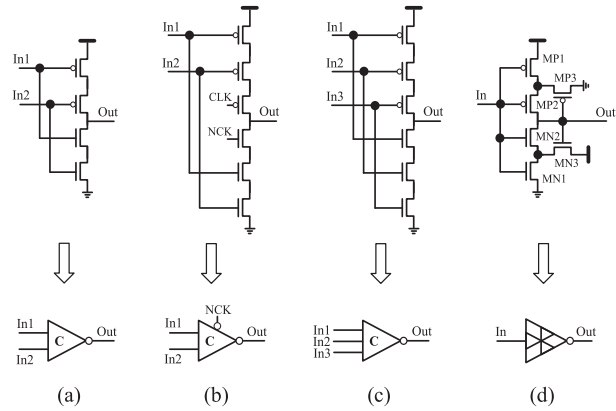 In1
In2
Out
In1
In2
CLK
NCK
Out
In1
In2
In3
Out
In
MP1
MP3
MP2
MN2
MN3
MN1
Out
In1
In2
C
Out
NCK
In1
In2
C
Out
In1
In2
In3
C
Out
In
Out
(a)
(b)
(c)
(d)